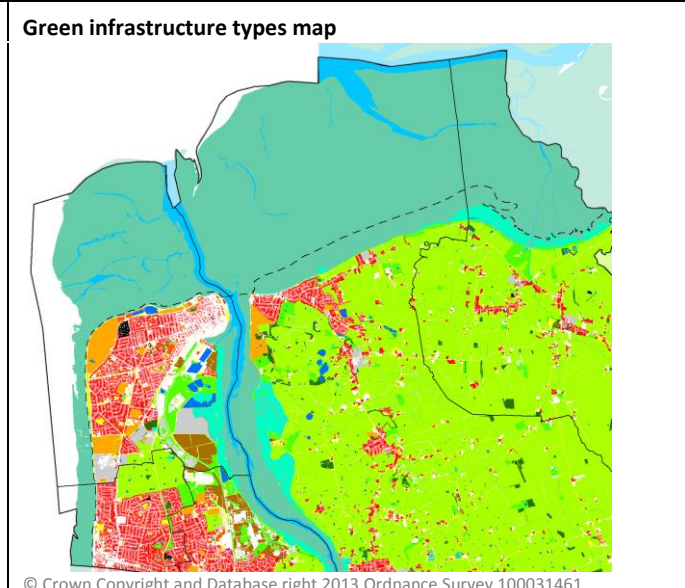 Green infrastructure types map
© Crown Copyright and Database right 2013 Ordnance Survey 100031461